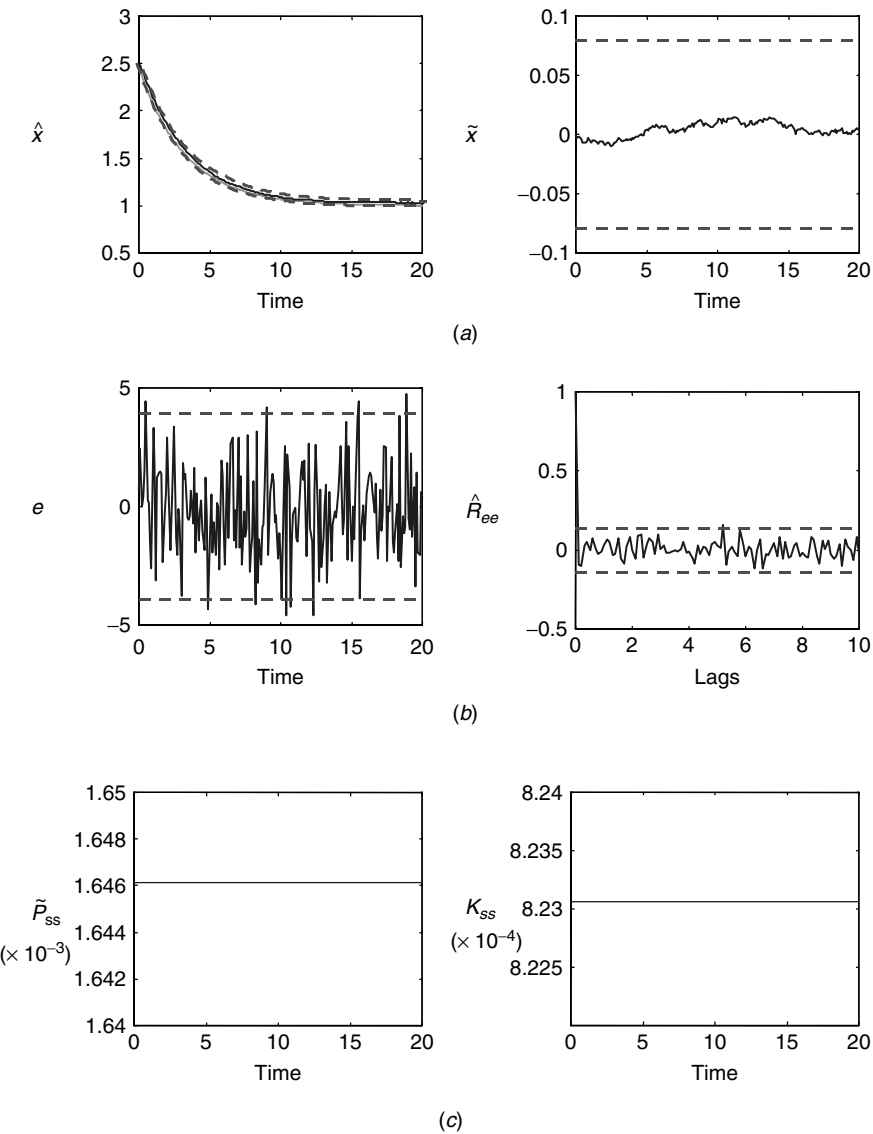 x̂
3
2.5
2
1.5
1
0.5
0 5 10 15 20
Time
x̃
0.1
0.05
0
−0.05
−0.1
0 5 10 15 20
Time
(a)
e
5
0
−5
0 5 10 15 20
Time
R̂ee
1
0.5
0
−0.5
0 2 4 6 8 10
Lags
(b)
P̃ss
(× 10−3)
1.65
1.648
1.646
1.644
1.642
1.64
0 5 10 15 20
Time
Kss
(× 10−4)
8.24
8.235
8.23
8.225
0 5 10 15 20
Time
(c)